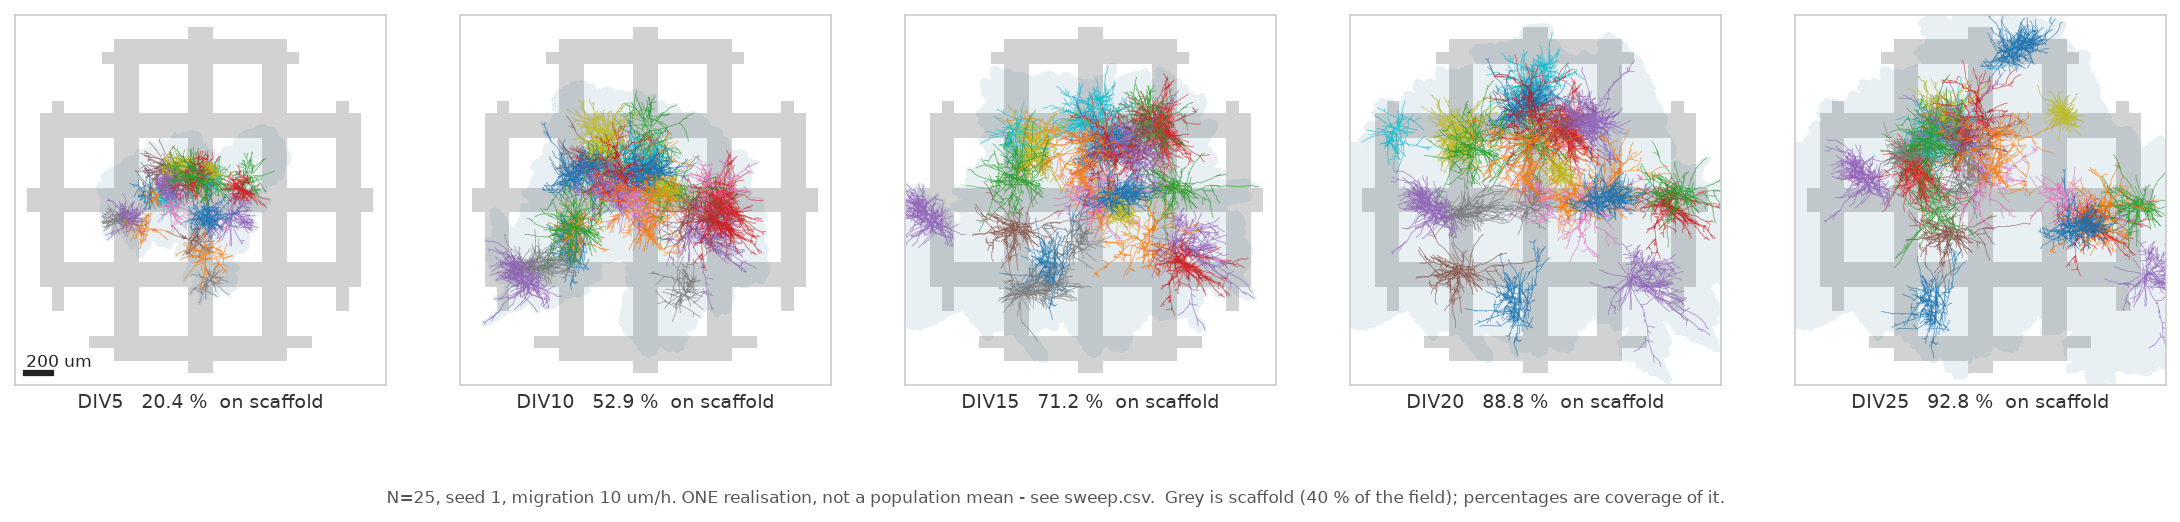 200 um
DIV5 20.4 % on scaffold
DIV10 52.9 % on scaffold
DIV15 71.2 % on scaffold
DIV20 88.8 % on scaffold
DIV25 92.8 % on scaffold
N=25, seed 1, migration 10 um/h. ONE realisation, not a population mean - see sweep.csv. Grey is scaffold (40 % of the field); percentages are coverage of it.